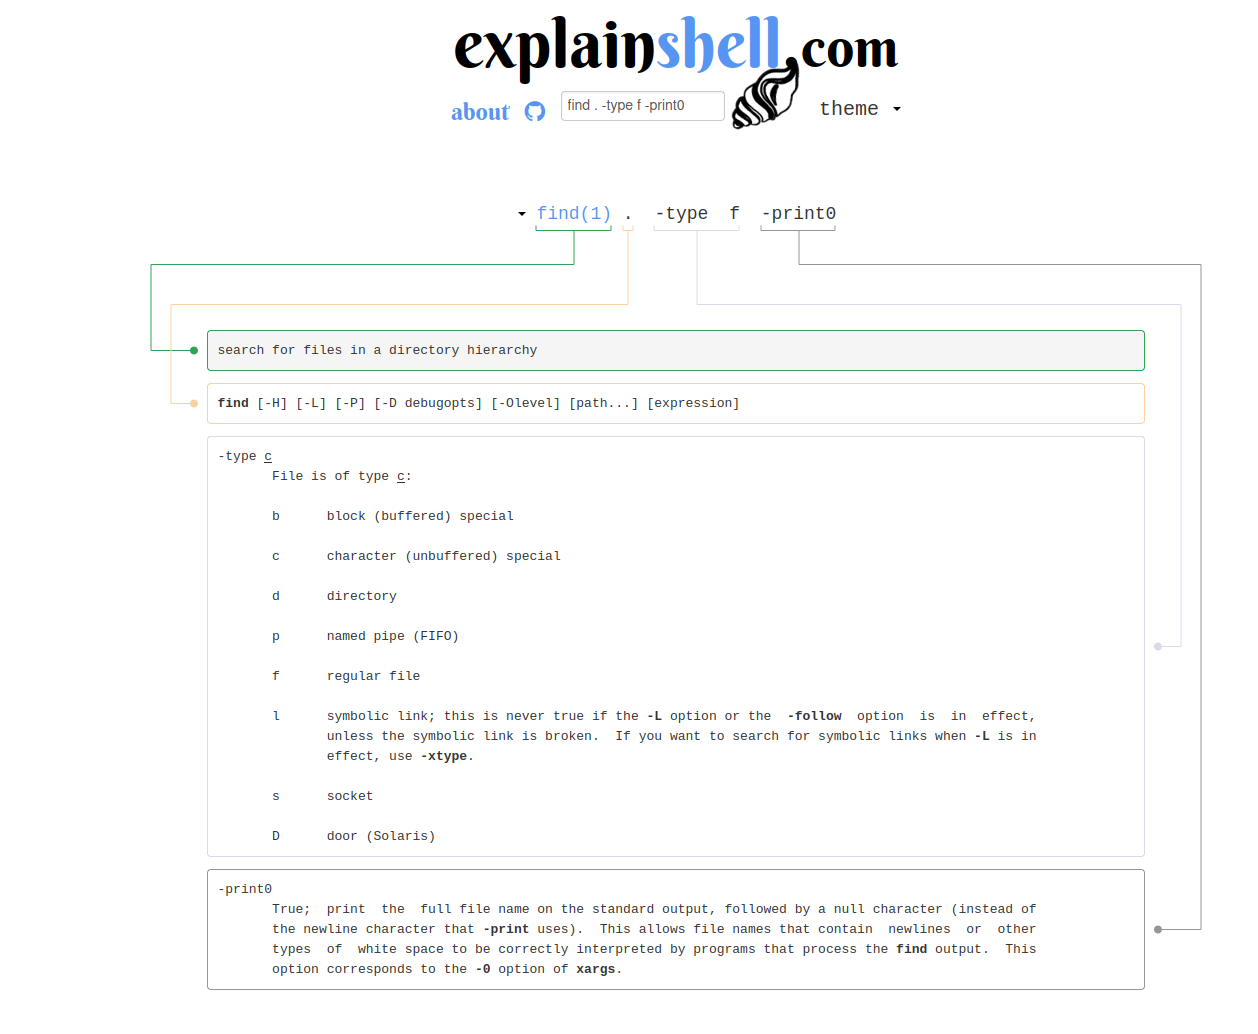 explainshell.com
about find . -type f -print0 theme
find(1) . -type f -print0
search for files in a directory hierarchy
find [-H] [-L] [-P] [-D debugopts] [-Olevel] [path...] [expression]
-type c
File is of type c:
b block (buffered) special
c character (unbuffered) special
d directory
p named pipe (FIFO)
f regular file
l symbolic link; this is never true if the -L option or the -follow option is in effect,
unless the symbolic link is broken. If you want to search for symbolic links when -L is in
effect, use -xtype.
s socket
D door (Solaris)
-print0
True; print the full file name on the standard output, followed by a null character (instead of
the newline character that -print uses). This allows file names that contain newlines or other
types of white space to be correctly interpreted by programs that process the find output. This
option corresponds to the -0 option of xargs.